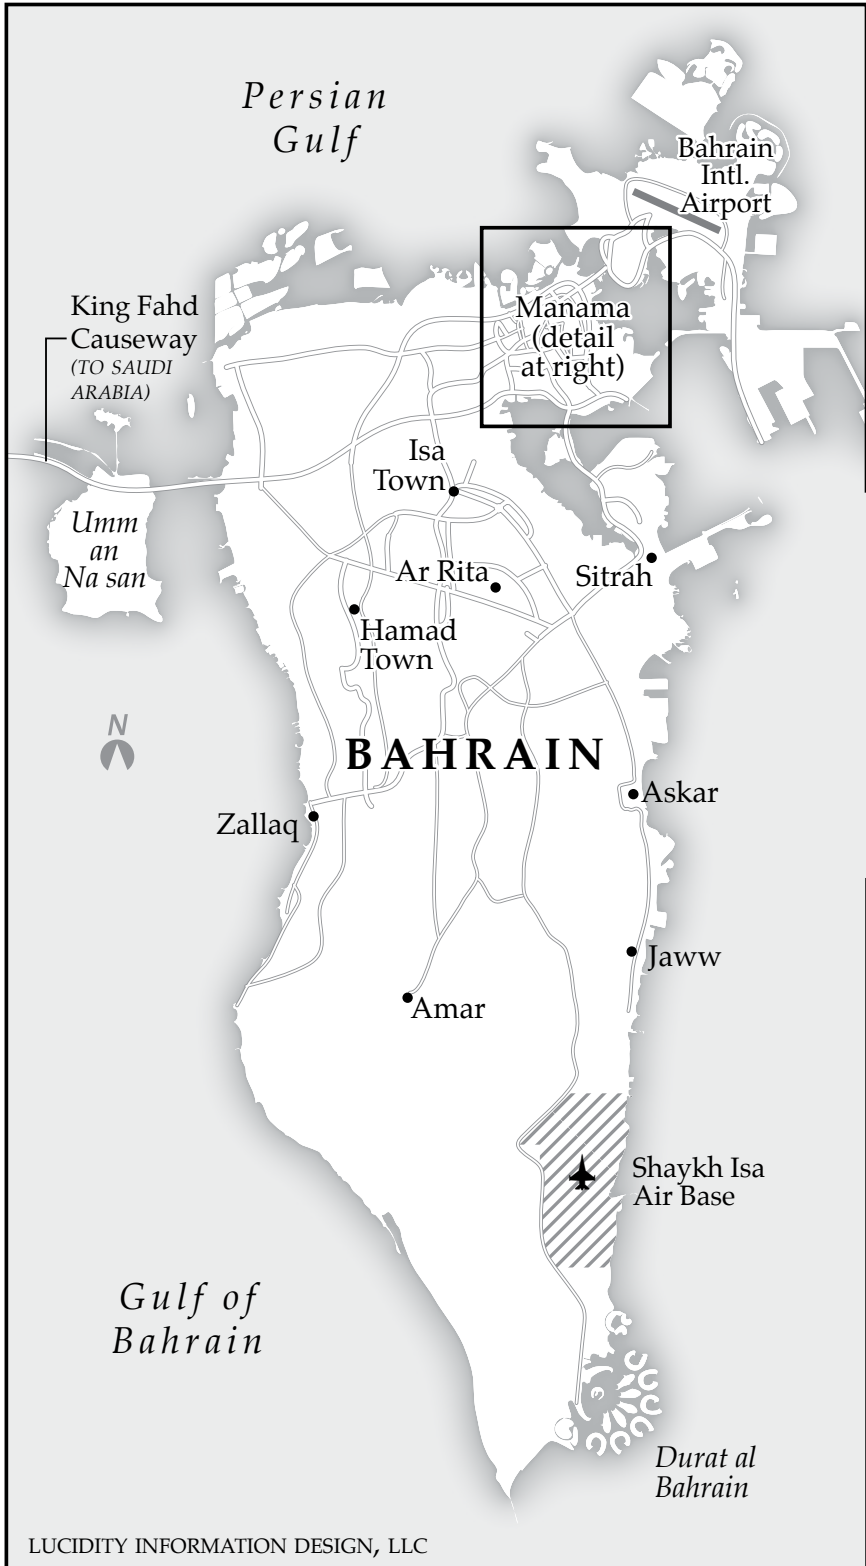 Persian
Gulf
Bahrain
Intl.
Airport
King Fahd
Causeway
(TO SAUDI
ARABIA)
Manama
(detail
at right)
Isa
Town
Umm
an
Na san
Ar Rita
Sitrah
Hamad
Town
N
BAHRAIN
Askar
Zallaq
Jaww
Amar
Shaykh Isa
Air Base
Gulf of
Bahrain
Durat al
Bahrain
LUCIDITY INFORMATION DESIGN, LLC